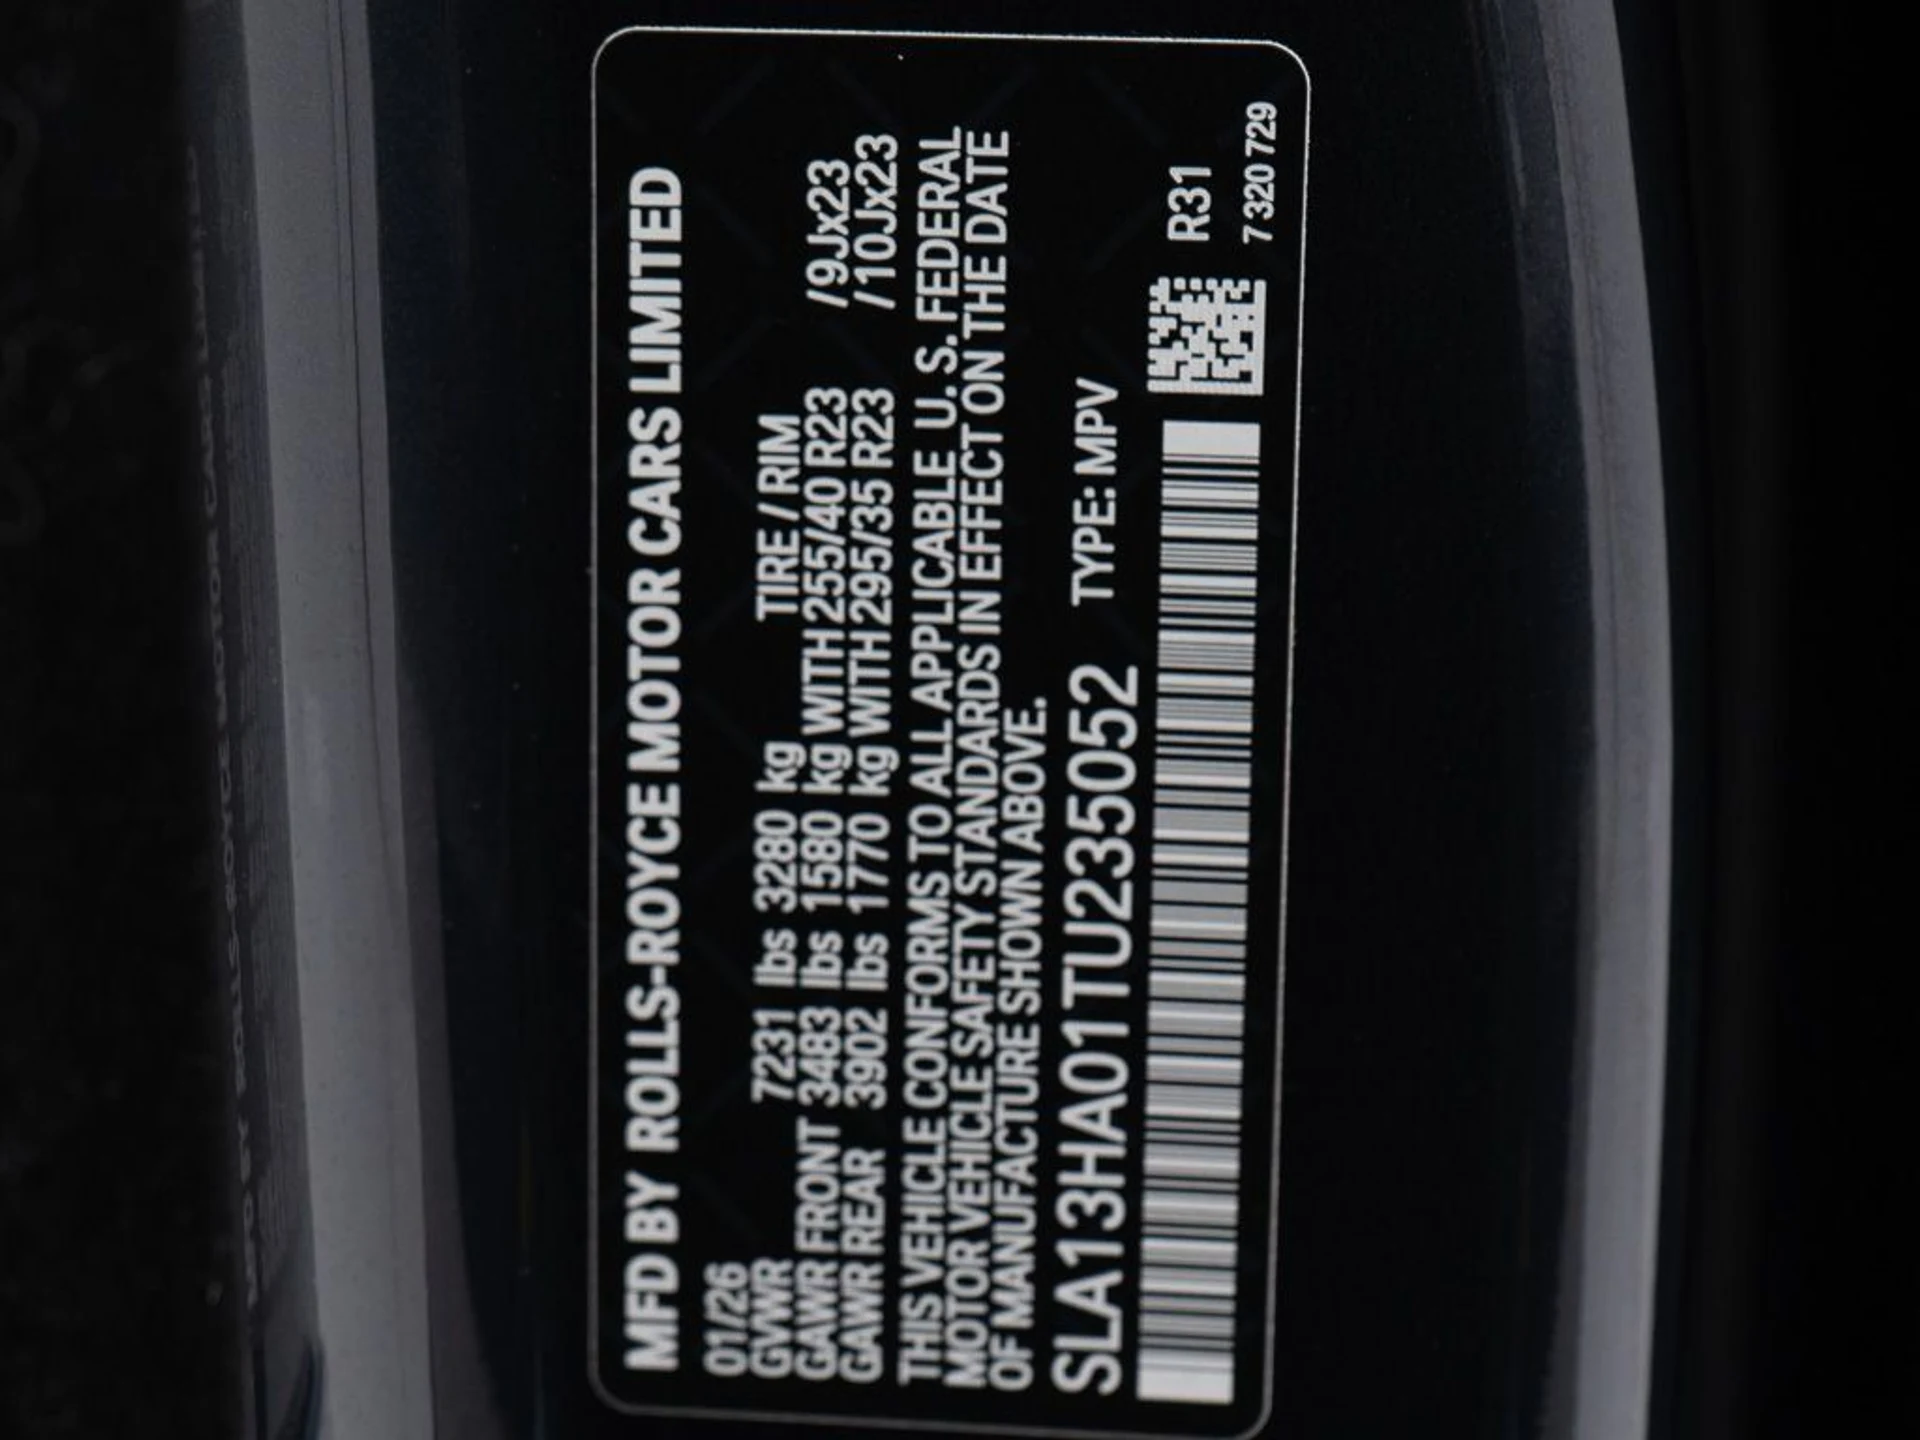 MFD BY ROLLS-ROYCE MOTOR CARS LIMITED
01/26
GVWR 7231 lbs 3280 kg TIRE / RIM
GAWR FRONT 3483 lbs 1580 kg WITH 255/40 R23 /9Jx23
GAWR REAR 3902 lbs 1770 kg WITH 295/35 R23 /10Jx23
THIS VEHICLE CONFORMS TO ALL APPLICABLE U. S. FEDERAL
MOTOR VEHICLE SAFETY STANDARDS IN EFFECT ON THE DATE
OF MANUFACTURE SHOWN ABOVE.
SLA13HA01TU235052 TYPE: MPV
R31
7 320 729